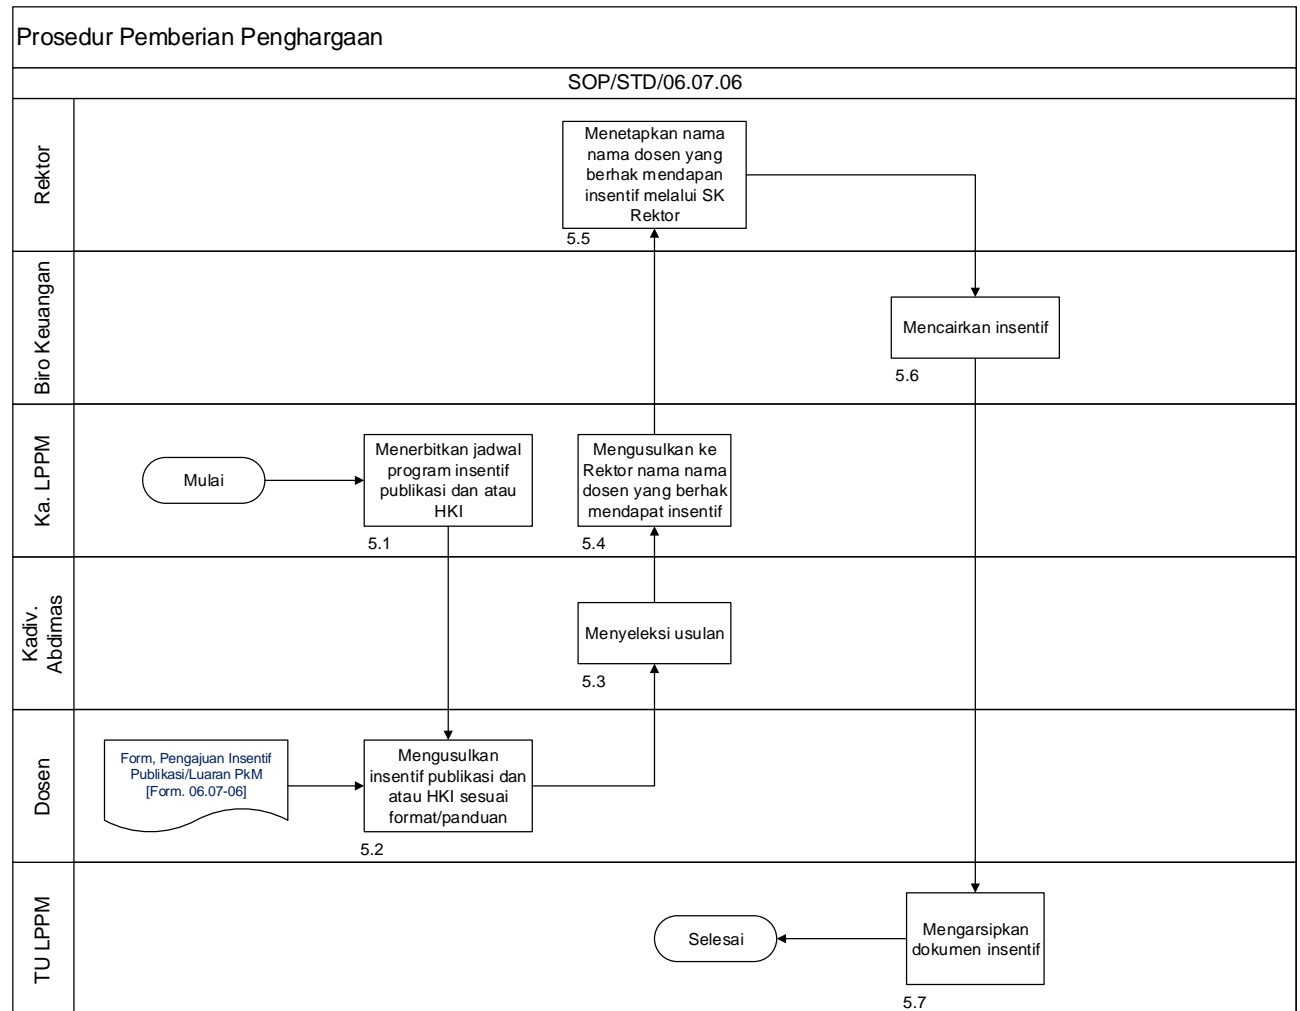 Prosedur Pemberian Penghargaan
SOP/STD/06.07.06
Rektor
Menetapkan nama
nama dosen yang
berhak mendapan
insentif melalui SK
Rektor
5.5
Biro Keuangan
Mencairkan insentif
5.6
Ka. LPPM
Mulai
Menerbitkan jadwal
program insentif
publikasi dan atau
HKI
5.1
Mengusulkan ke
Rektor nama nama
dosen yang berhak
mendapat insentif
5.4
Kadiv.
Abdimas
Menyeleksi usulan
5.3
Dosen
Form, Pengajuan Insentif
Publikasi/Luaran PkM
[Form. 06.07-06]
Mengusulkan
insentif publikasi dan
atau HKI sesuai
format/panduan
5.2
TU LPPM
Selesai
Mengarsipkan
dokumen insentif
5.7